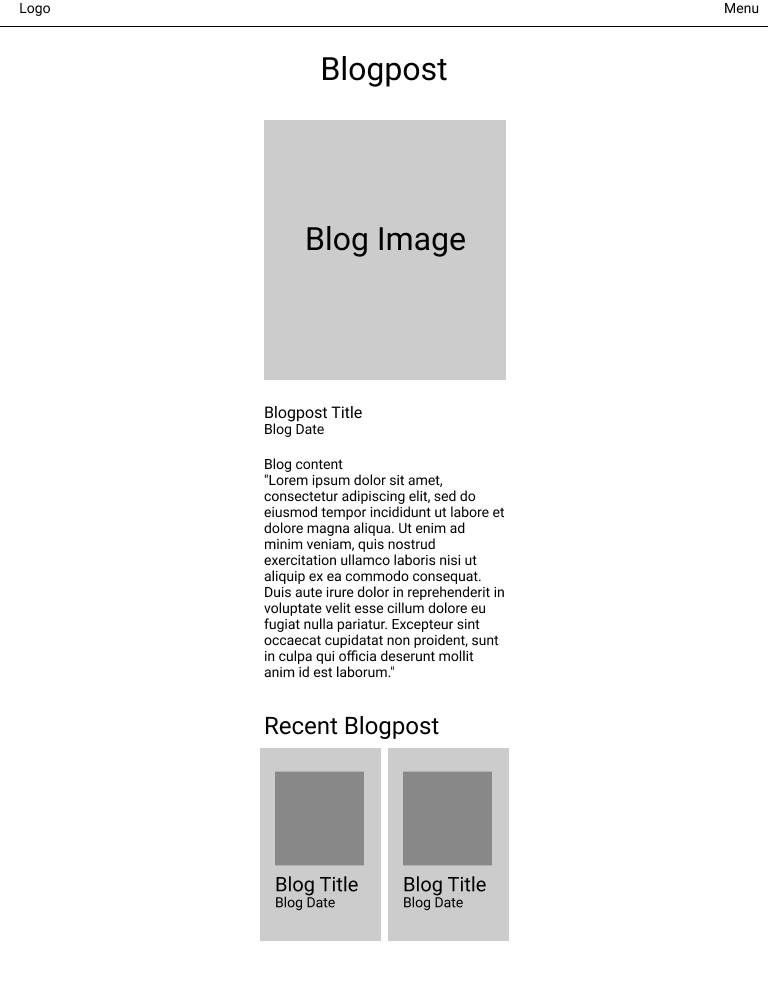 Logo
Menu
Blogpost
Blog Image
Blogpost Title
Blog Date
Blog content
"Lorem ipsum dolor sit amet,
consectetur adipiscing elit, sed do
eiusmod tempor incididunt ut labore et
dolore magna aliqua. Ut enim ad
minim veniam, quis nostrud
exercitation ullamco laboris nisi ut
aliquip ex ea commodo consequat.
Duis aute irure dolor in reprehenderit in
voluptate velit esse cillum dolore eu
fugiat nulla pariatur. Excepteur sint
occaecat cupidatat non proident, sunt
in culpa qui officia deserunt mollit
anim id est laborum."
Recent Blogpost
Blog Title
Blog Date
Blog Title
Blog Date